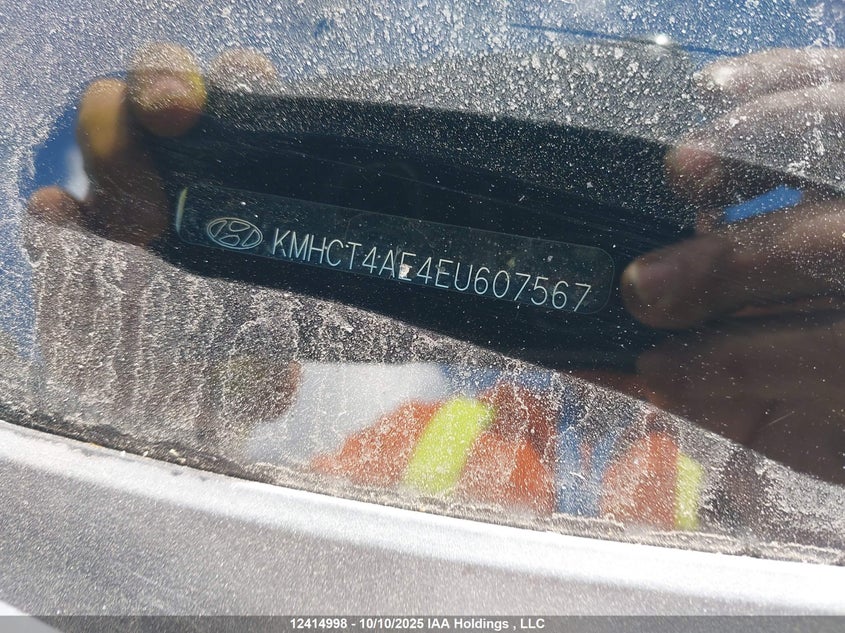 KMHCT4AE4EU607567
12414998 - 10/10/2025 IAA Holdings , LLC